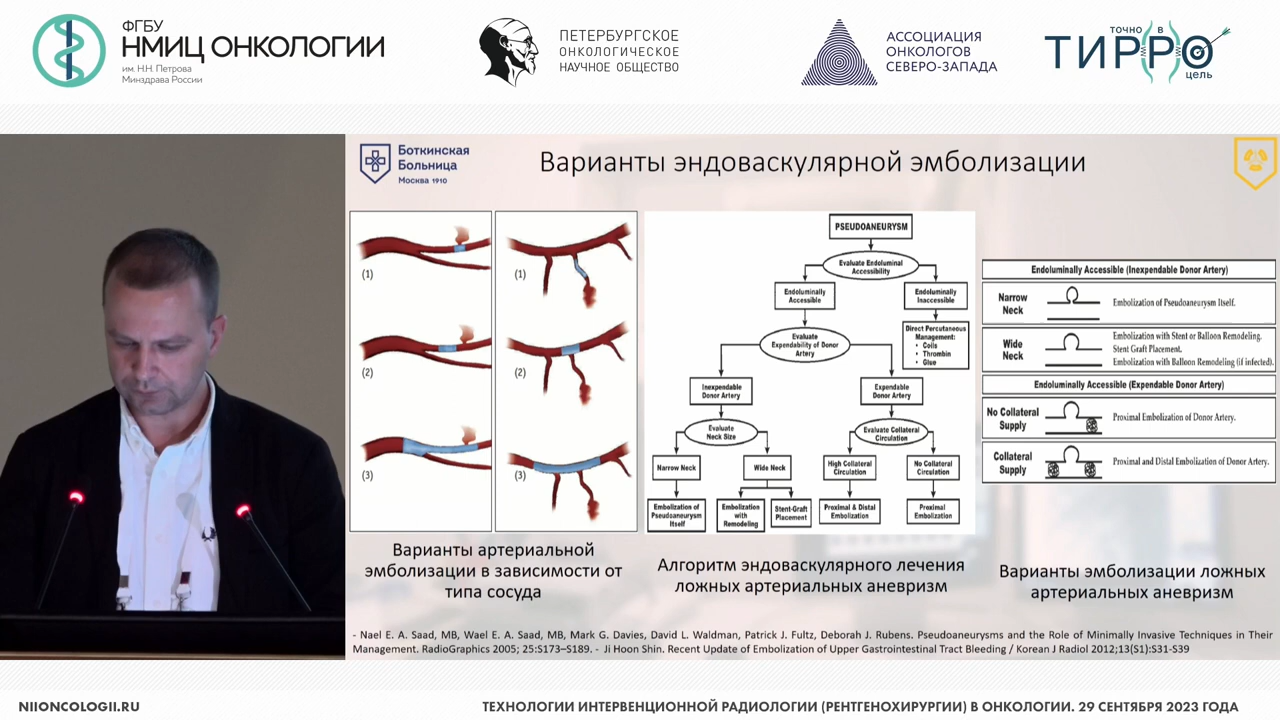 ФГБУ
НМИЦ ОНКОЛОГИИ
им. Н.Н. Петрова
Минздрава России
ПЕТЕРБУРГСКОЕ
ОНКОЛОГИЧЕСКОЕ
НАУЧНОЕ ОБЩЕСТВО
АССОЦИАЦИЯ
ОНКОЛОГОВ
СЕВЕРО-ЗАПАДА
точно в
ТИРРО
цель
Боткинская
Больница
Москва 1910
Варианты эндоваскулярной эмболизации
(1)
(2)
(3)
(1)
(2)
(3)
Варианты артериальной
эмболизации в зависимости от
типа сосуда
PSEUDOANEURYSM
Evaluate Endoluminal
Accessibility
Endoluminally
Accessible
Endoluminally
Inaccessible
Direct Percutaneous
Management:
• Coils
• Thrombin
• Glue
Evaluate
Expendability of Donor
Artery
Inexpendable
Donor Artery
Expendable
Donor Artery
Evaluate
Neck Size
Evaluate Collateral
Circulation
Narrow Neck
Wide Neck
High Collateral
Circulation
No Collateral
Circulation
Embolization of
Pseudoaneurysm
Itself
Embolization
with
Remodeling
Stent-Graft
Placement
Proximal & Distal
Embolization
Proximal
Embolization
Алгоритм эндоваскулярного лечения
ложных артериальных аневризм
Endoluminally Accessible (Inexpendable Donor Artery)
Narrow
Neck
Embolization of Pseudoaneurysm Itself.
Wide
Neck
Embolization with Stent or Balloon Remodeling.
Stent Graft Placement.
Embolization with Balloon Remodeling (if infected).
Endoluminally Accessible (Expendable Donor Artery)
No Collateral
Supply
Proximal Embolization of Donor Artery.
Collateral
Supply
Proximal and Distal Embolization of Donor Artery.
Варианты эмболизации ложных
артериальных аневризм
- Nael E. A. Saad, MB, Wael E. A. Saad, MB, Mark G. Davies, David L. Waldman, Patrick J. Fultz, Deborah J. Rubens. Pseudoaneurysms and the Role of Minimally Invasive Techniques in Their
Management. RadioGraphics 2005; 25:S173–S189. - Ji Hoon Shin. Recent Update of Embolization of Upper Gastrointestinal Tract Bleeding / Korean J Radiol 2012;13(S1):S31-S39
NIIONCOLOGII.RU
ТЕХНОЛОГИИ ИНТЕРВЕНЦИОННОЙ РАДИОЛОГИИ (РЕНТГЕНОХИРУРГИИ) В ОНКОЛОГИИ. 29 СЕНТЯБРЯ 2023 ГОДА